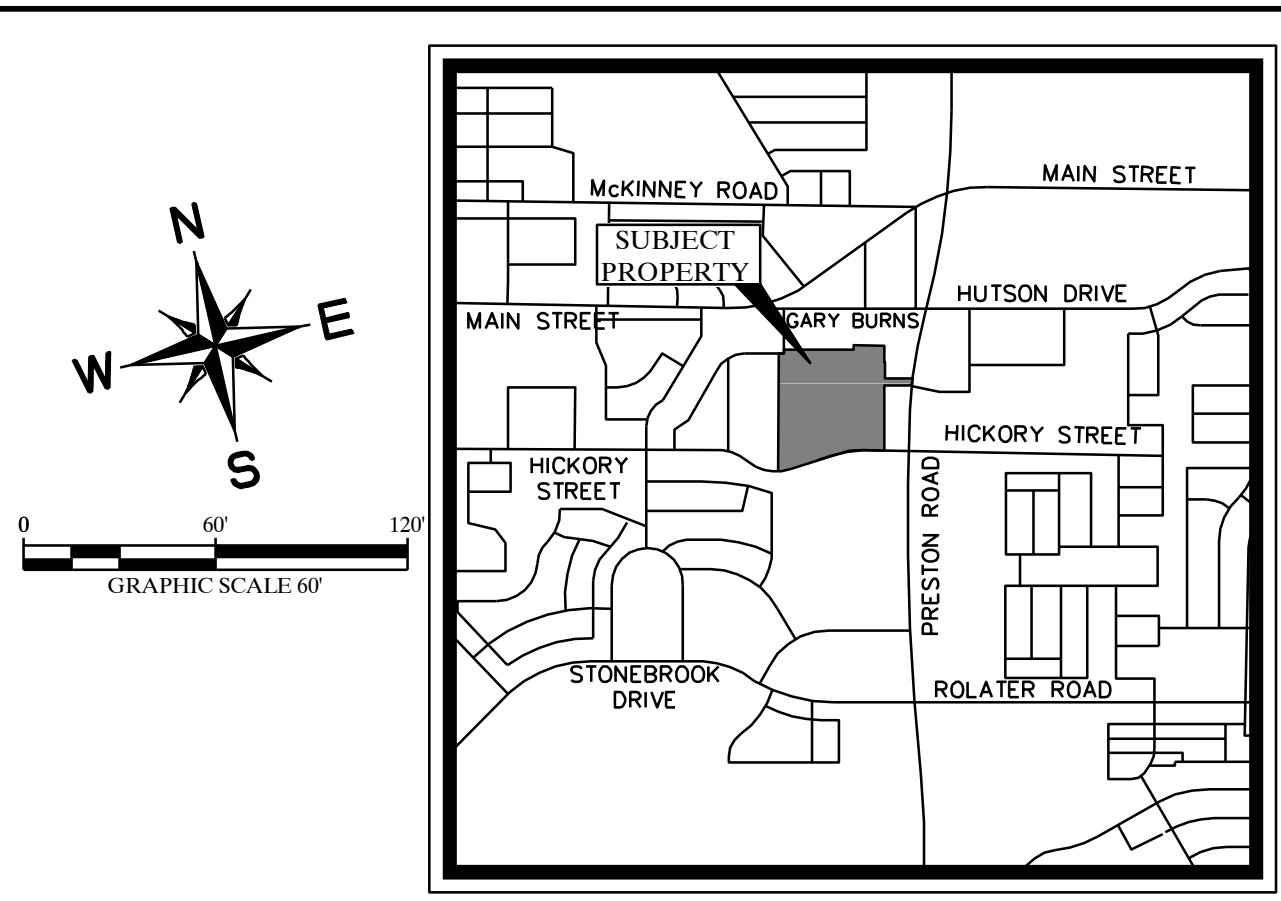 N
E
W
S
0 60' 120'
GRAPHIC SCALE 60'
McKINNEY ROAD
MAIN STREET
SUBJECT
PROPERTY
HUTSON DRIVE
MAIN STREET
GARY BURNS
HICKORY STREET
HICKORY
STREET
PRESTON ROAD
STONEBROOK
DRIVE
ROLATER ROAD